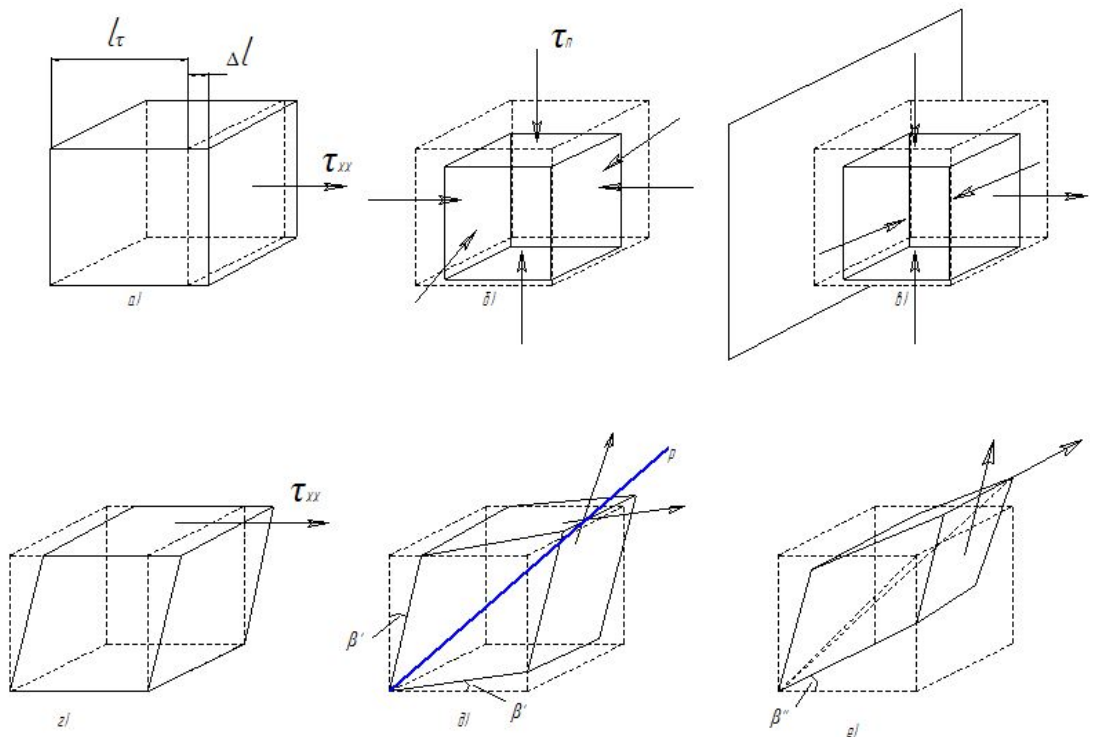 lτ Δl τп
τxx
а) б) в)
p
τxx
β'
β' β"
г) д) е)